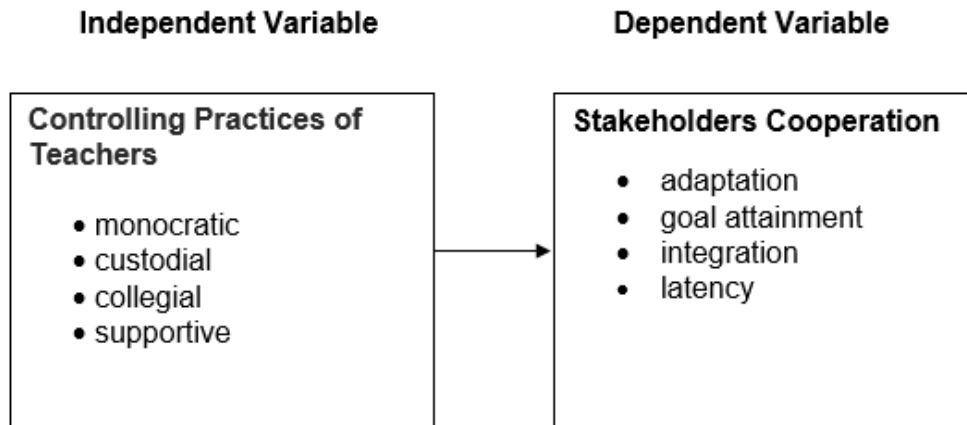 Independent Variable
Dependent Variable
Controlling Practices of
Teachers
• monocratic
• custodial
• collegial
• supportive
Stakeholders Cooperation
• adaptation
• goal attainment
• integration
• latency